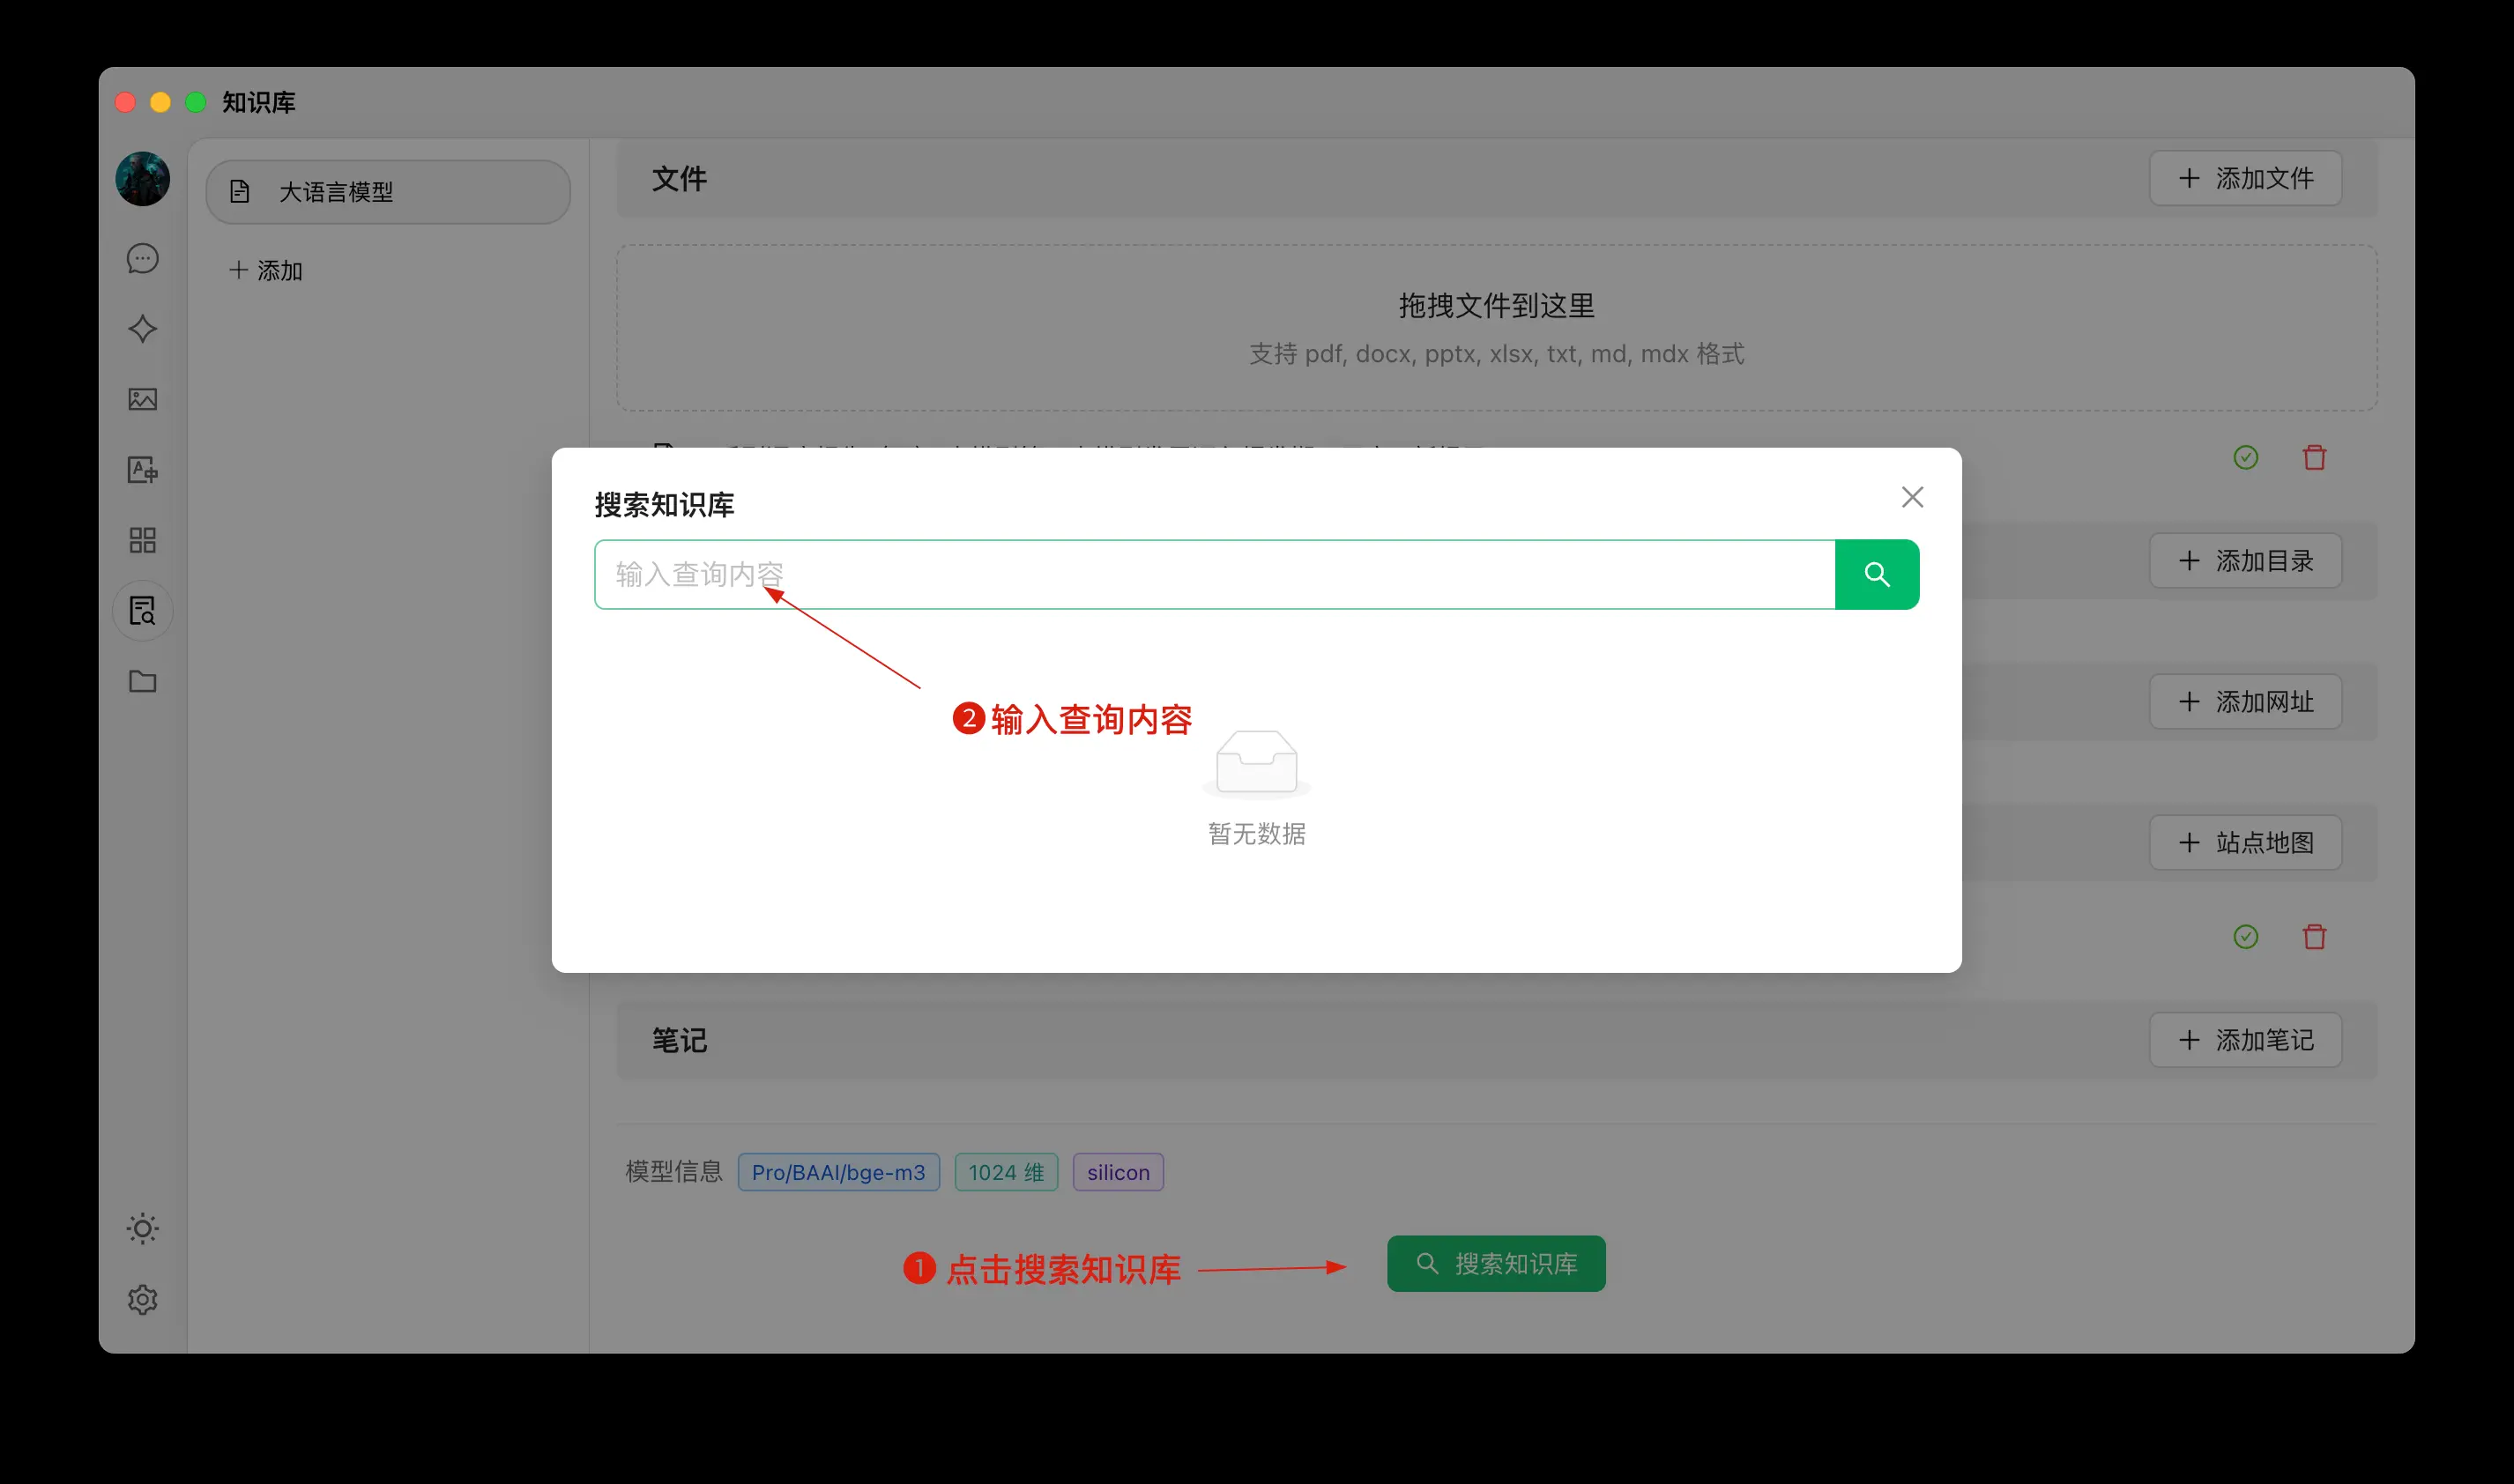 知识库
大语言模型
+ 添加
文件
+ 添加文件
拖拽文件到这里
支持 pdf, docx, pptx, xlsx, txt, md, mdx 格式
搜索知识库
输入查询内容
❷输入查询内容
暂无数据
+ 添加目录
+ 添加网址
+ 站点地图
笔记
+ 添加笔记
模型信息 Pro/BAAI/bge-m3 1024 维 silicon
❶ 点击搜索知识库
搜索知识库